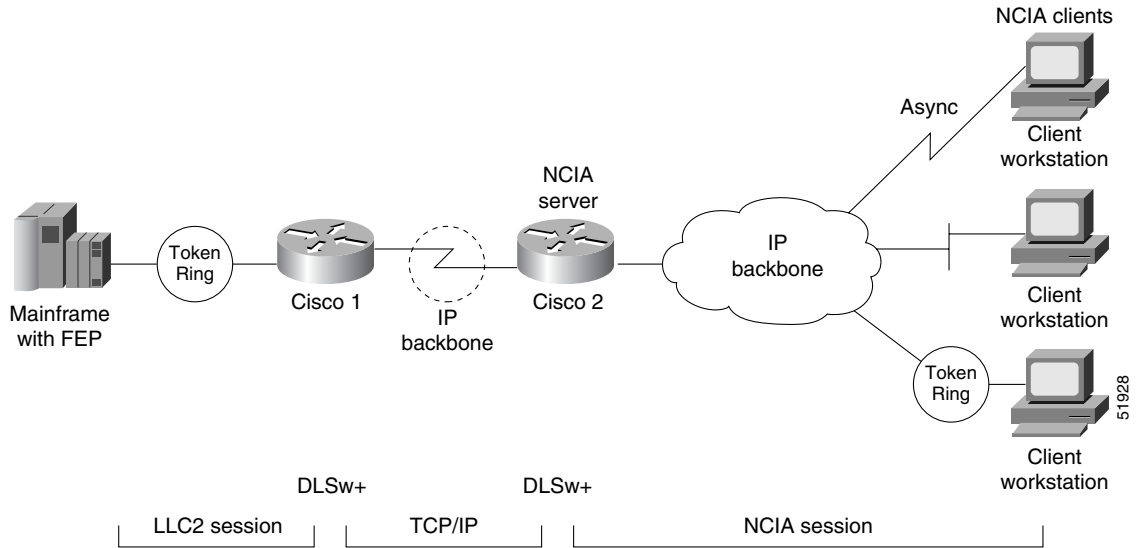 NCIA clients
Async
Client
workstation
NCIA
server
Token
Ring
Mainframe
with FEP
Cisco 1
IP
backbone
Cisco 2
IP
backbone
Client
workstation
Token
Ring
Client
workstation
51928
DLSw+
DLSw+
LLC2 session
TCP/IP
NCIA session